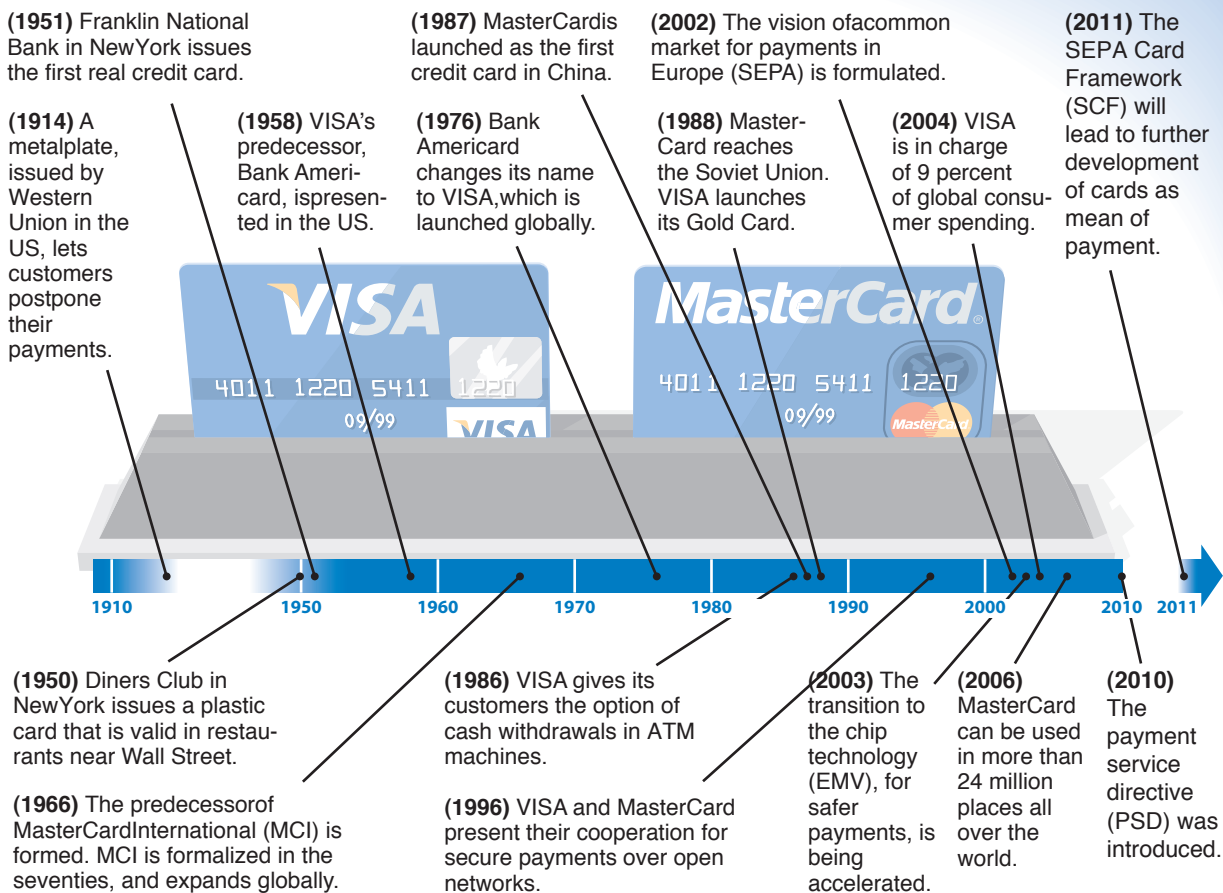 (1951) Franklin National
Bank in NewYork issues
the first real credit card.
(1987) MasterCardis
launched as the first
credit card in China.
(2002) The vision ofacommon
market for payments in
Europe (SEPA) is formulated.
(2011) The
SEPA Card
Framework
(SCF) will
lead to further
development
of cards as
mean of
payment.
(1914) A
metalplate,
issued by
Western
Union in the
US, lets
customers
postpone
their
payments.
(1958) VISA's
predecessor,
Bank Ameri-
card, ispresen-
ted in the US.
(1976) Bank
Americard
changes its name
to VISA,which is
launched globally.
(1988) Master-
Card reaches
the Soviet Union.
VISA launches
its Gold Card.
(2004) VISA
is in charge
of 9 percent
of global consu-
mer spending.
VISA
4011 1220 5411 1220
09/99
VISA
MasterCard®
4011 1220 5411 1220
09/99
MasterCard
1910 1950 1960 1970 1980 1990 2000 2010 2011
(1950) Diners Club in
NewYork issues a plastic
card that is valid in restau-
rants near Wall Street.
(1966) The predecessorof
MasterCardInternational (MCI) is
formed. MCI is formalized in the
seventies, and expands globally.
(1986) VISA gives its
customers the option of
cash withdrawals in ATM
machines.
(1996) VISA and MasterCard
present their cooperation for
secure payments over open
networks.
(2003) The
transition to
the chip
technology
(EMV), for
safer
payments, is
being
accelerated.
(2006)
MasterCard
can be used
in more than
24 million
places all
over the
world.
(2010)
The
payment
service
directive
(PSD) was
introduced.